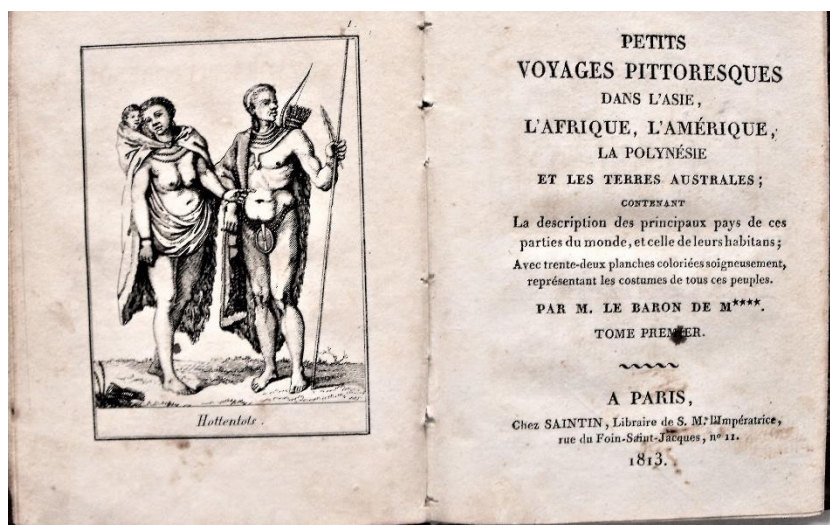 1.
Hottentots.
PETITS
VOYAGES PITTORESQUES
DANS L'ASIE,
L'AFRIQUE, L'AMÉRIQUE,
LA POLYNÉSIE
ET LES TERRES AUSTRALES;
CONTENANT
La description des principaux pays de ces
parties du monde, et celle de leurs habitans;
Avec trente-deux planches coloriées soigneusement,
représentant les costumes de tous ces peuples.
PAR M. LE BARON DE M****.
TOME PREMIER.
A PARIS,
Chez SAINTIN, Libraire de S. M. l'Impératrice,
rue du Foin-Saint-Jacques, nº 11.
1813.